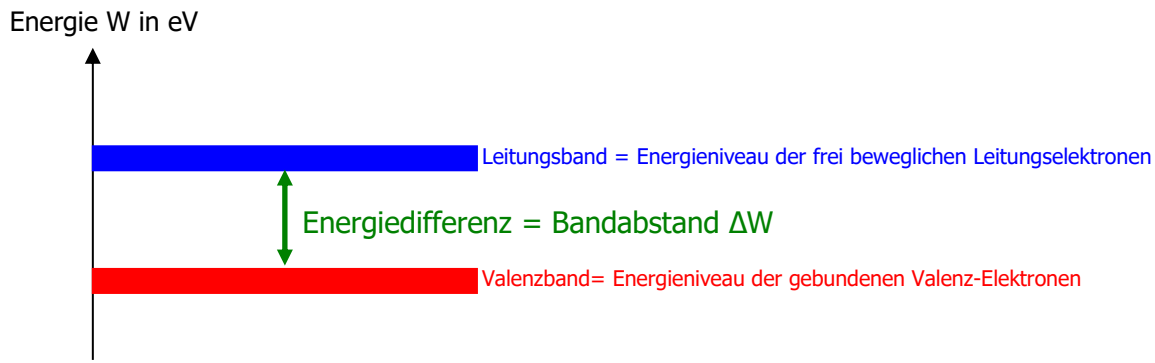 Energie W in eV
Leitungsband = Energieniveau der frei beweglichen Leitungselektronen
Energiedifferenz = Bandabstand ΔW
Valenzband= Energieniveau der gebundenen Valenz-Elektronen